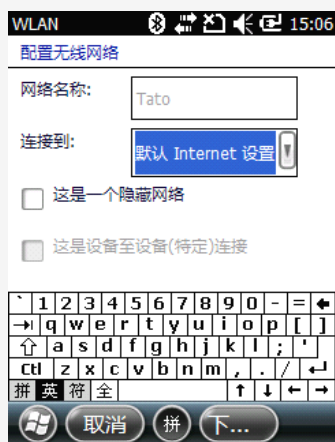 WLAN 15:06
配置无线网络
网络名称: Tato
连接到: 默认 Internet 设置
这是一个隐藏网络
这是设备至设备(特定)连接
` 1 2 3 4 5 6 7 8 9 0 - =
q w e r t y u i o p [ ]
a s d f g h j k l ; '
Ctl z x c v b n m , . /
拼 英 符 全
取消 拼 下...